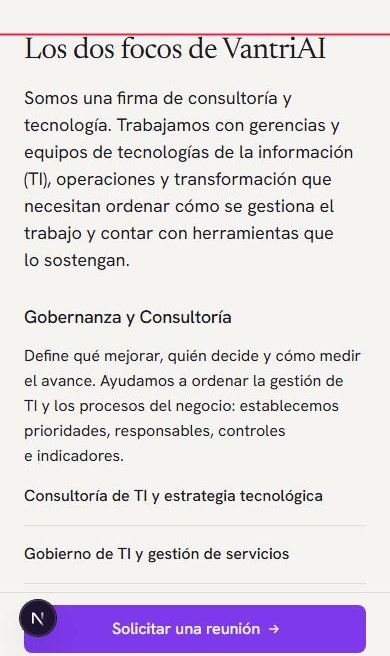 Los dos focos de VantriAI
Somos una firma de consultoría y
tecnología. Trabajamos con gerencias y
equipos de tecnologías de la información
(TI), operaciones y transformación que
necesitan ordenar cómo se gestiona el
trabajo y contar con herramientas que
lo sostengan.
Gobernanza y Consultoría
Define qué mejorar, quién decide y cómo medir
el avance. Ayudamos a ordenar la gestión de
TI y los procesos del negocio: establecemos
prioridades, responsables, controles
e indicadores.
Consultoría de TI y estrategia tecnológica
Gobierno de TI y gestión de servicios
N
Solicitar una reunión →